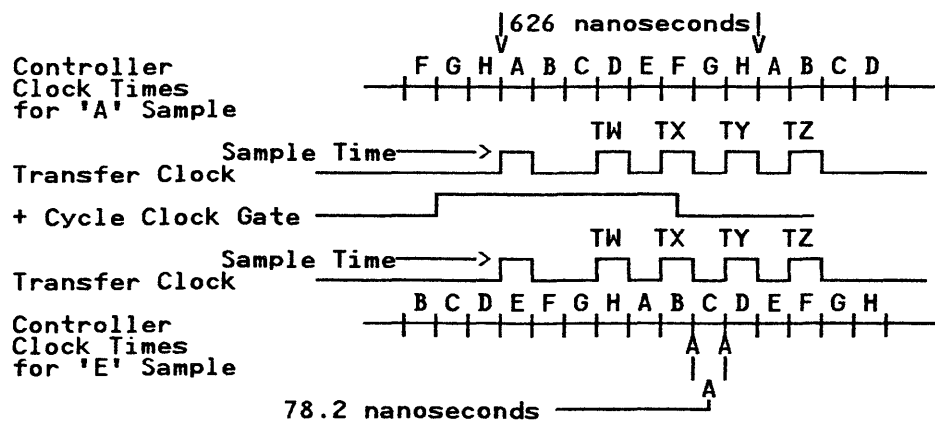 626 nanoseconds
Controller Clock Times for 'A' Sample
F G H A B C D E F G H A B C D
TW TX TY TZ
Sample Time
Transfer Clock
+ Cycle Clock Gate
TW TX TY TZ
Sample Time
Transfer Clock
B C D E F G H A B C D E F G H
Controller
Clock Times
for 'E' Sample
78.2 nanoseconds